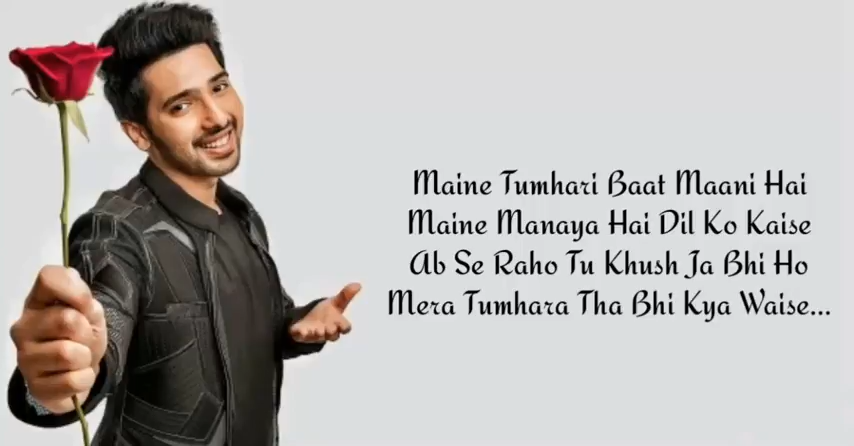 Maine Tumhari Baat Maani Hai
Maine Manaya Hai Dil Ko Kaise
Ab Se Raho Tu Khush Ja Bhi Ho
Mera Tumhara Tha Bhi Kya Waise...